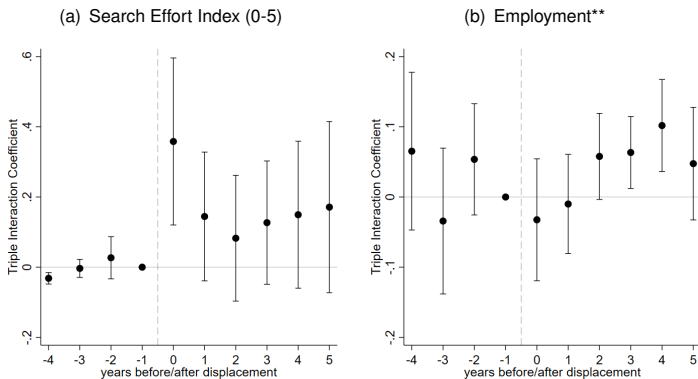 (a) Search Effort Index (0-5)
Triple Interaction Coefficient
.6
.4
.2
0
-.2
-4 -3 -2 -1 0 1 2 3 4 5
years before/after displacement
(b) Employment**
Triple Interaction Coefficient
.2
.1
0
-.1
-.2
-4 -3 -2 -1 0 1 2 3 4 5
years before/after displacement